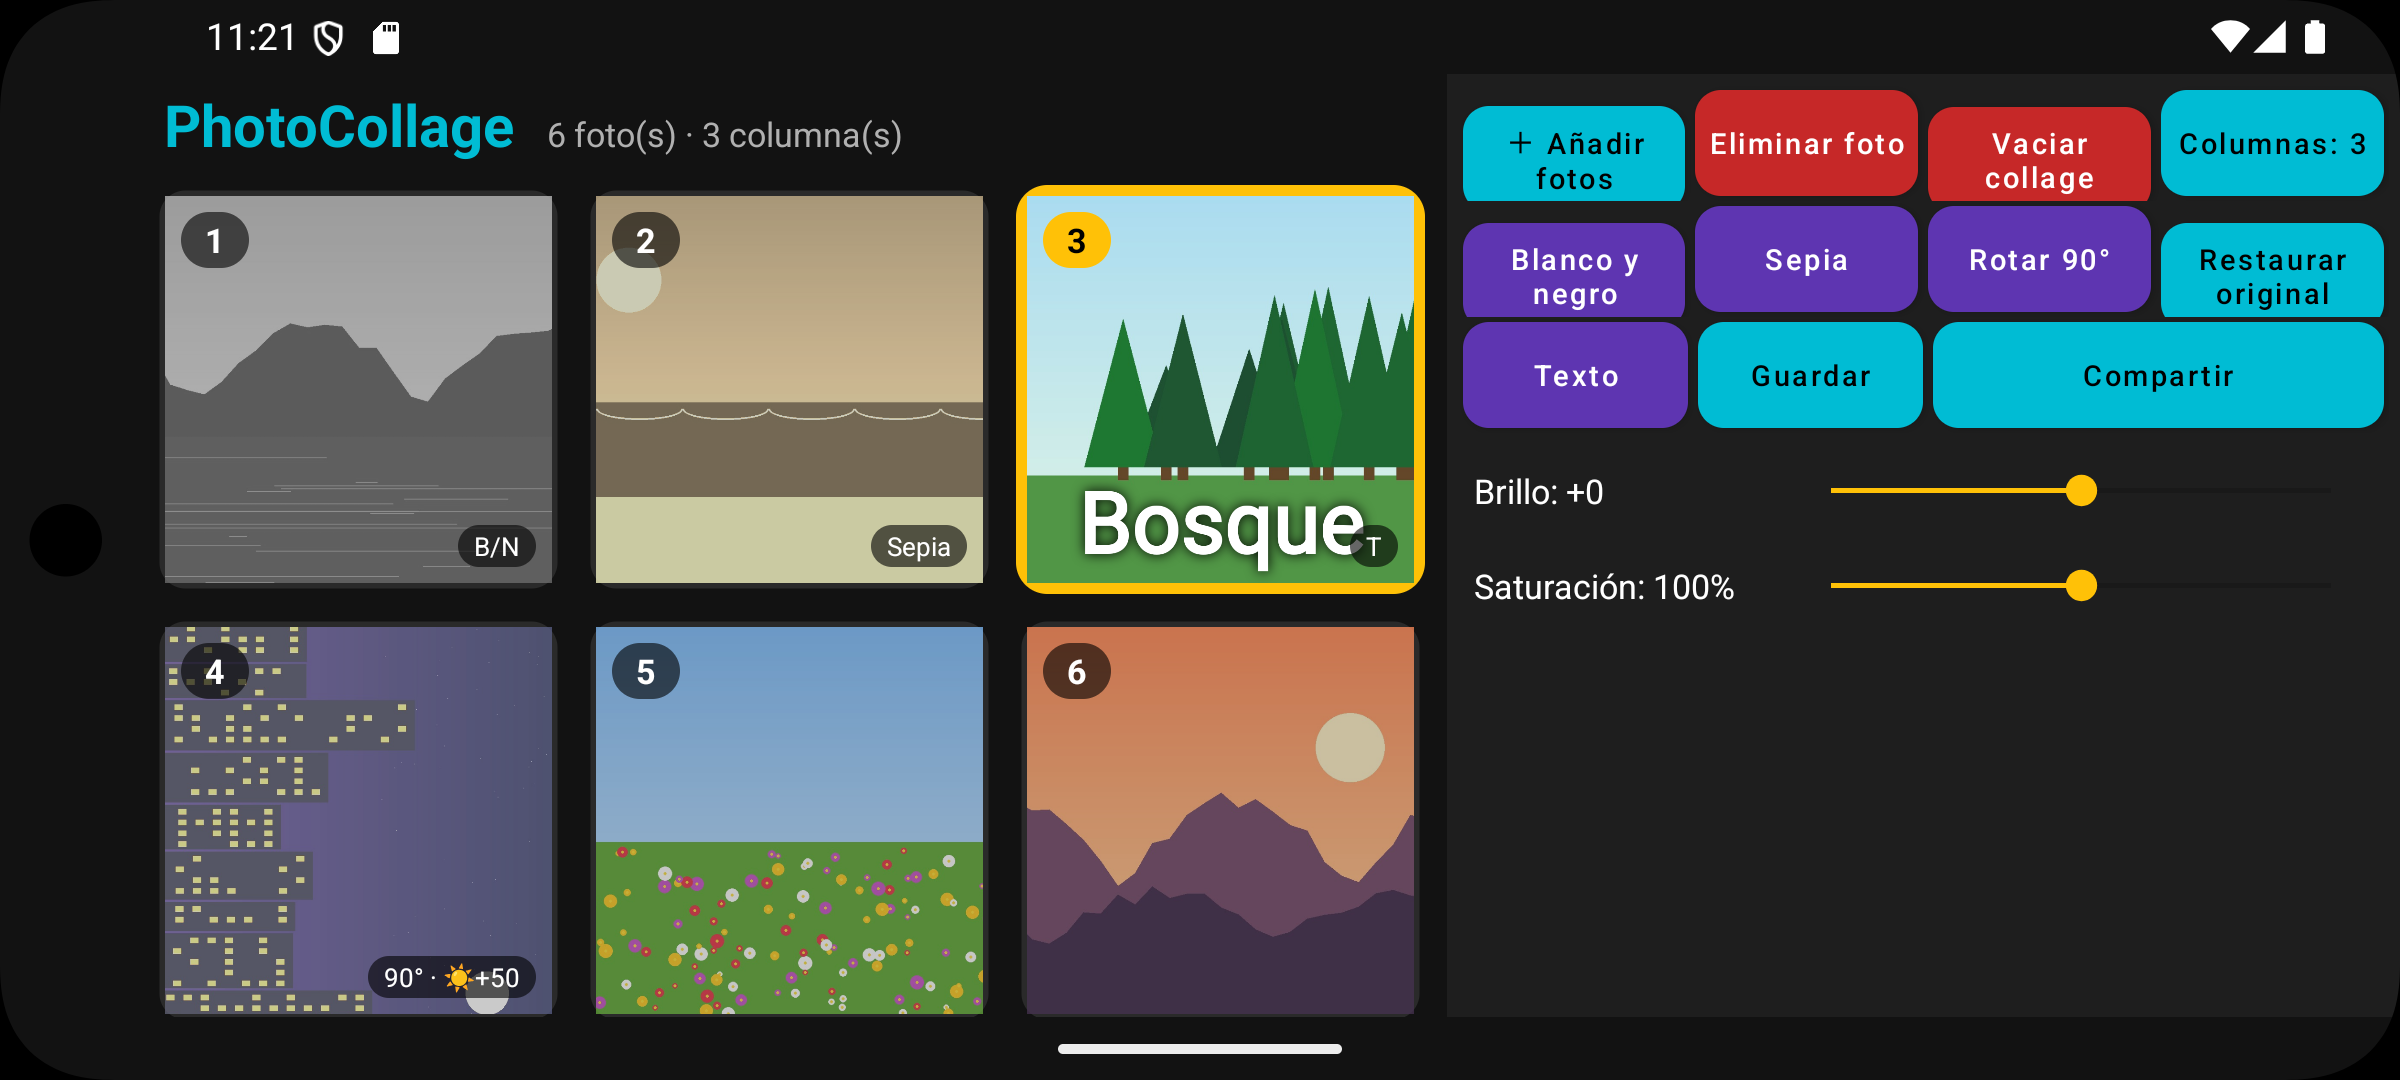 11:21
PhotoCollage
6 foto(s) · 3 columna(s)
1
B/N
2
Sepia
3
Bosque
T
4
90° · ☀️+50
5
6
+ Añadir
fotos
Eliminar foto
Vaciar
collage
Columnas: 3
Blanco y
negro
Sepia
Rotar 90°
Restaurar
original
Texto
Guardar
Compartir
Brillo: +0
Saturación: 100%